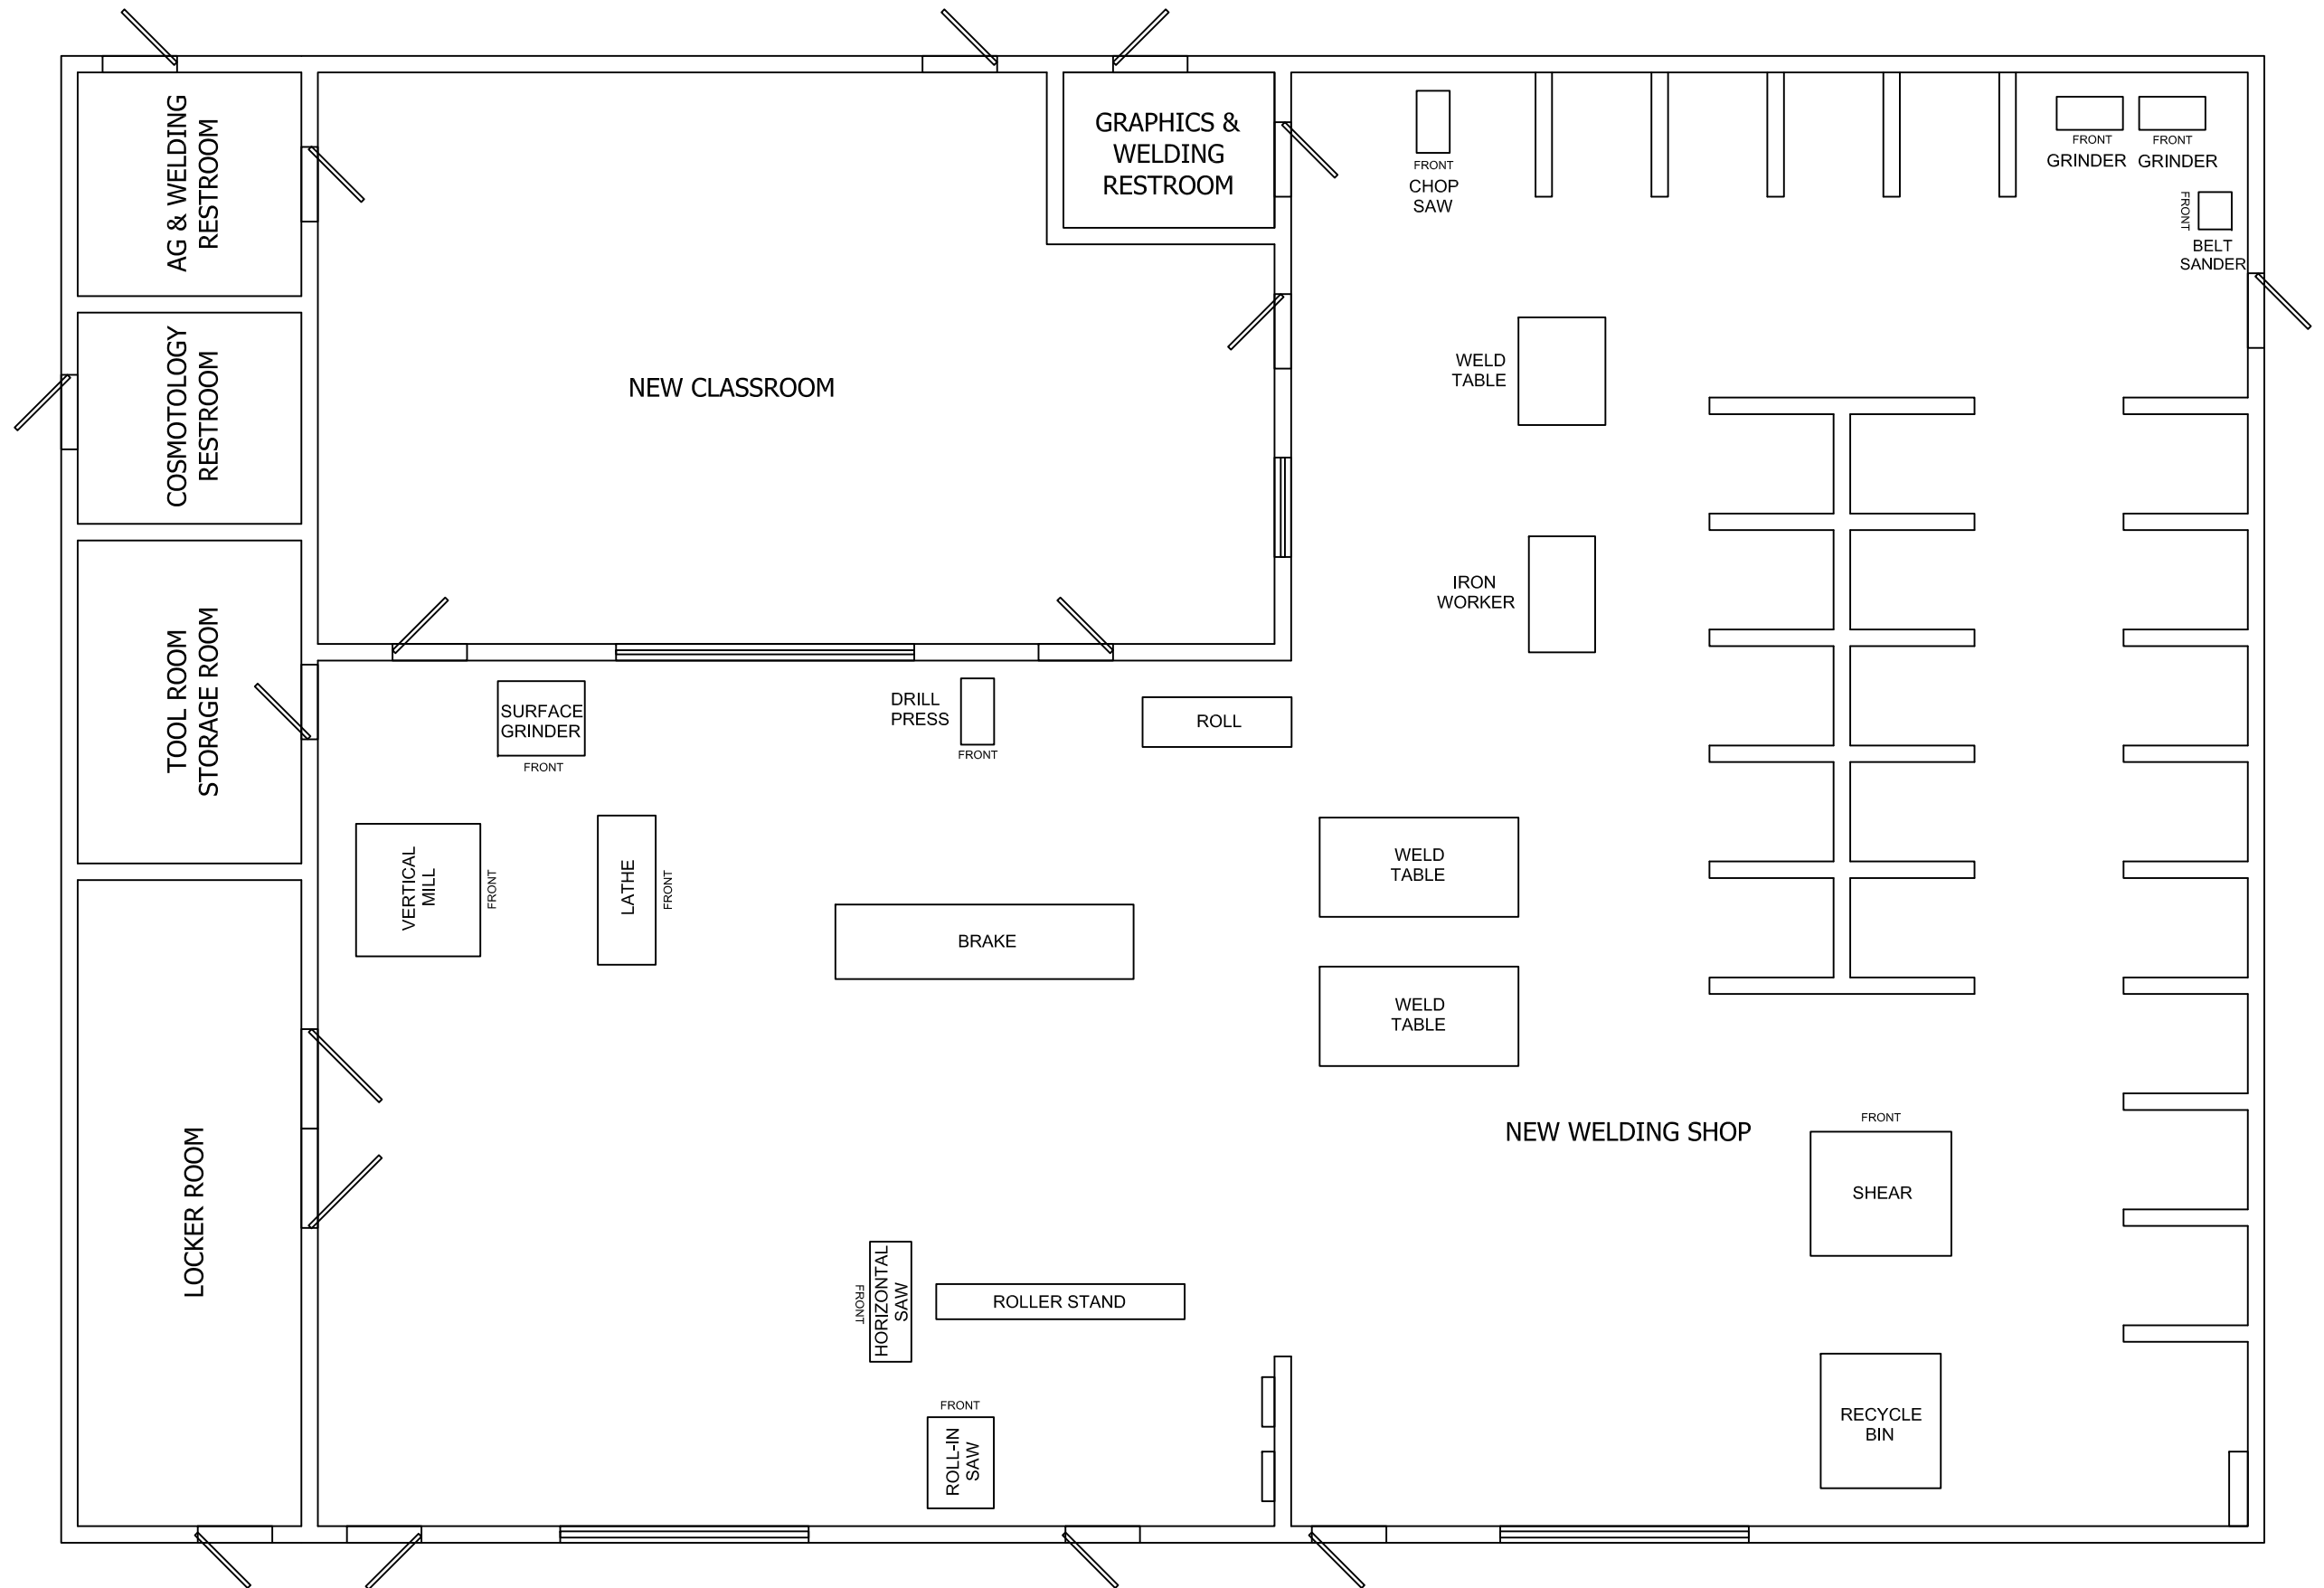 AG & WELDING
RESTROOM
GRAPHICS &
WELDING
RESTROOM
FRONT
CHOP
SAW
FRONT
GRINDER
FRONT
GRINDER
FRONT
BELT
SANDER
COSMOTOLOGY
RESTROOM
NEW CLASSROOM
WELD
TABLE
IRON
WORKER
TOOL ROOM
STORAGE ROOM
SURFACE
GRINDER
FRONT
DRILL
PRESS
FRONT
ROLL
VERTICAL
MILL
FRONT
LATHE
FRONT
BRAKE
WELD
TABLE
WELD
TABLE
NEW WELDING SHOP
FRONT
SHEAR
LOCKER ROOM
FRONT
HORIZONTAL
SAW
ROLLER STAND
FRONT
ROLL-IN
SAW
RECYCLE
BIN